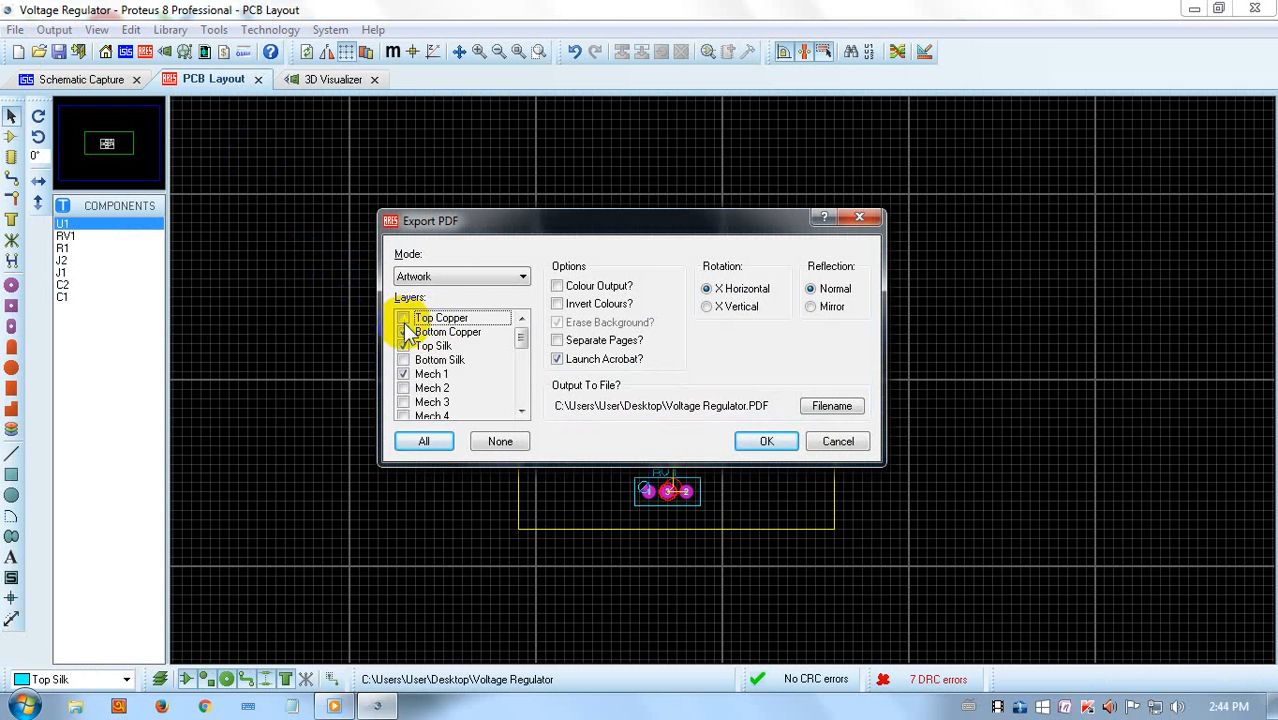 Voltage Regulator - Proteus 8 Professional - PCB Layout
File Output View Edit Library Tools Technology System Help
Schematic Capture PCB Layout 3D Visualizer
0°
T COMPONENTS
U1
RV1
R1
J2
J1
C2
C1
Export PDF
Mode:
Artwork
Layers:
Top Copper
Bottom Copper
Top Silk
Bottom Silk
Mech 1
Mech 2
Mech 3
Mech 4
All None
Options
Colour Output?
Invert Colours?
Erase Background?
Separate Pages?
Launch Acrobat?
Rotation:
X Horizontal
X Vertical
Reflection:
Normal
Mirror
Output To File?
C:\Users\User\Desktop\Voltage Regulator.PDF Filename
OK Cancel
1 3 2
Top Silk C:\Users\User\Desktop\Voltage Regulator No CRC errors 7 DRC errors
2:44 PM